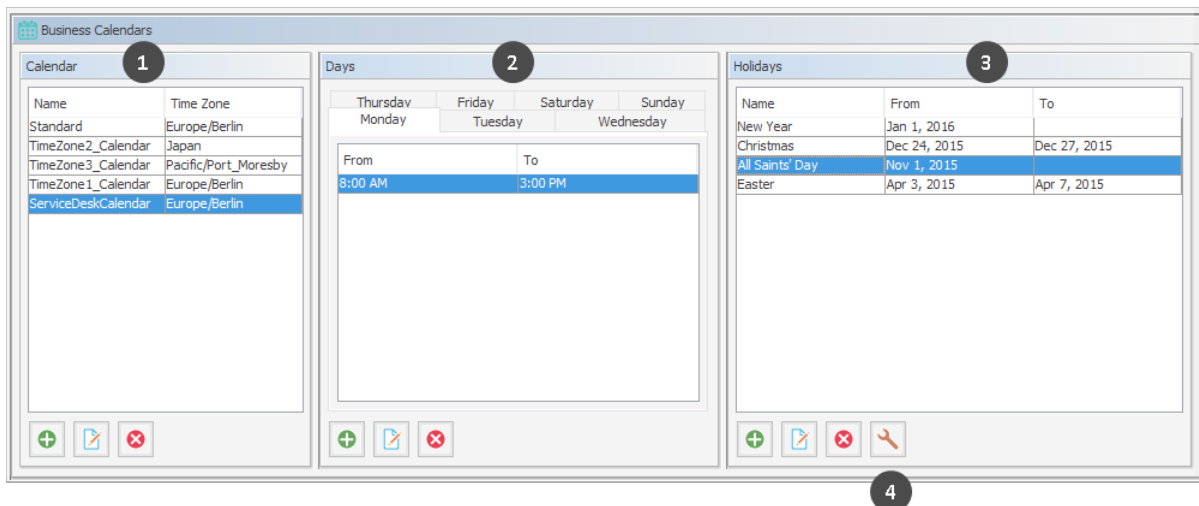 Business Calendars
Calendar 1
Name Time Zone
Standard Europe/Berlin
TimeZone2_Calendar Japan
TimeZone3_Calendar Pacific/Port_Moresby
TimeZone1_Calendar Europe/Berlin
ServiceDeskCalendar Europe/Berlin
Days 2
Thursday Friday Saturday Sunday
Monday Tuesday Wednesday
From To
8:00 AM 3:00 PM
Holidays 3
Name From To
New Year Jan 1, 2016
Christmas Dec 24, 2015 Dec 27, 2015
All Saints' Day Nov 1, 2015
Easter Apr 3, 2015 Apr 7, 2015
4